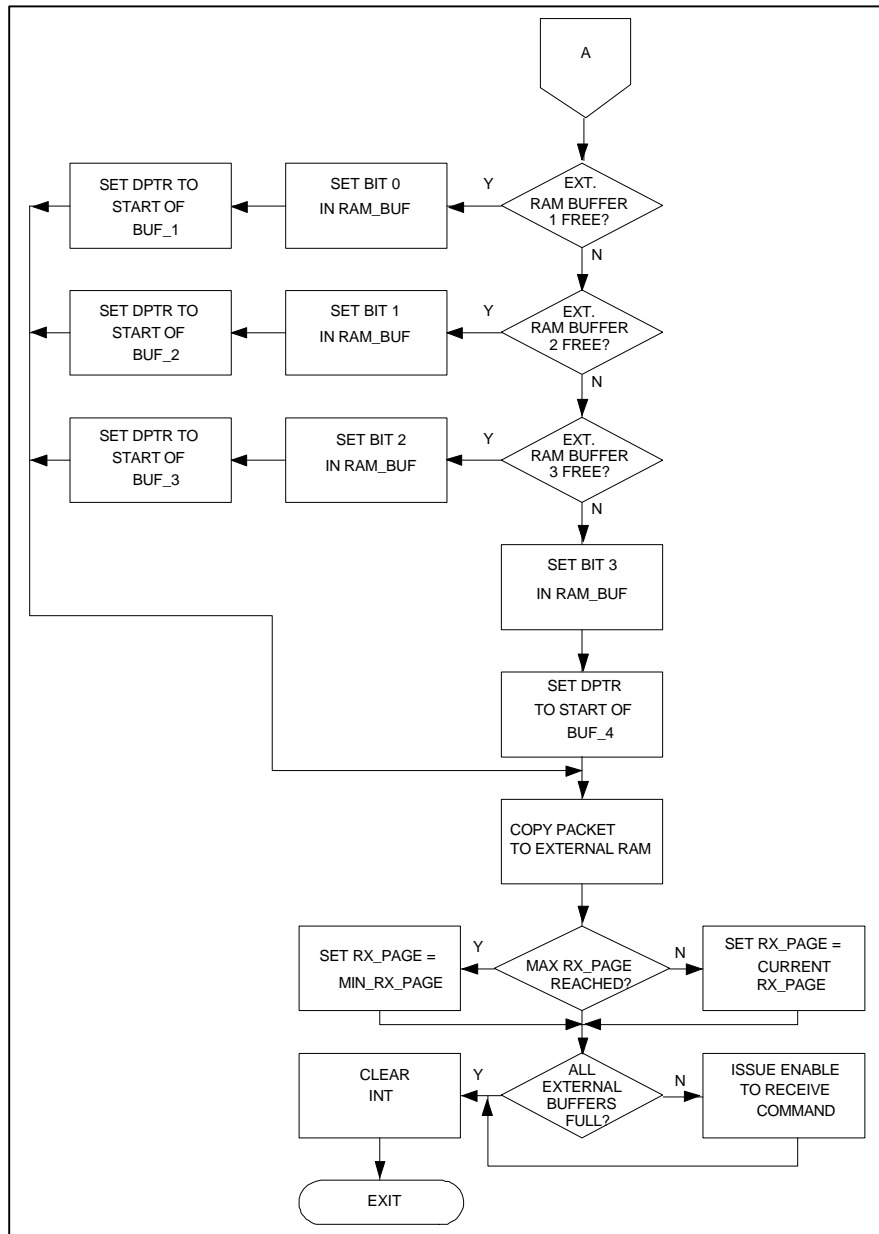 A
SET DPTR TO
START OF
BUF_1
SET BIT 0
IN RAM_BUF
Y
EXT.
RAM BUFFER
1 FREE?
N
SET DPTR TO
START OF
BUF_2
SET BIT 1
IN RAM_BUF
Y
EXT.
RAM BUFFER
2 FREE?
N
SET DPTR TO
START OF
BUF_3
SET BIT 2
IN RAM_BUF
Y
EXT.
RAM BUFFER
3 FREE?
N
SET BIT 3
IN RAM_BUF
SET DPTR
TO START OF
BUF_4
COPY PACKET
TO EXTERNAL RAM
SET RX_PAGE =
MIN_RX_PAGE
Y
MAX RX_PAGE
REACHED?
N
SET RX_PAGE =
CURRENT
RX_PAGE
CLEAR
INT
Y
ALL
EXTERNAL
BUFFERS
FULL?
N
ISSUE ENABLE
TO RECEIVE
COMMAND
EXIT